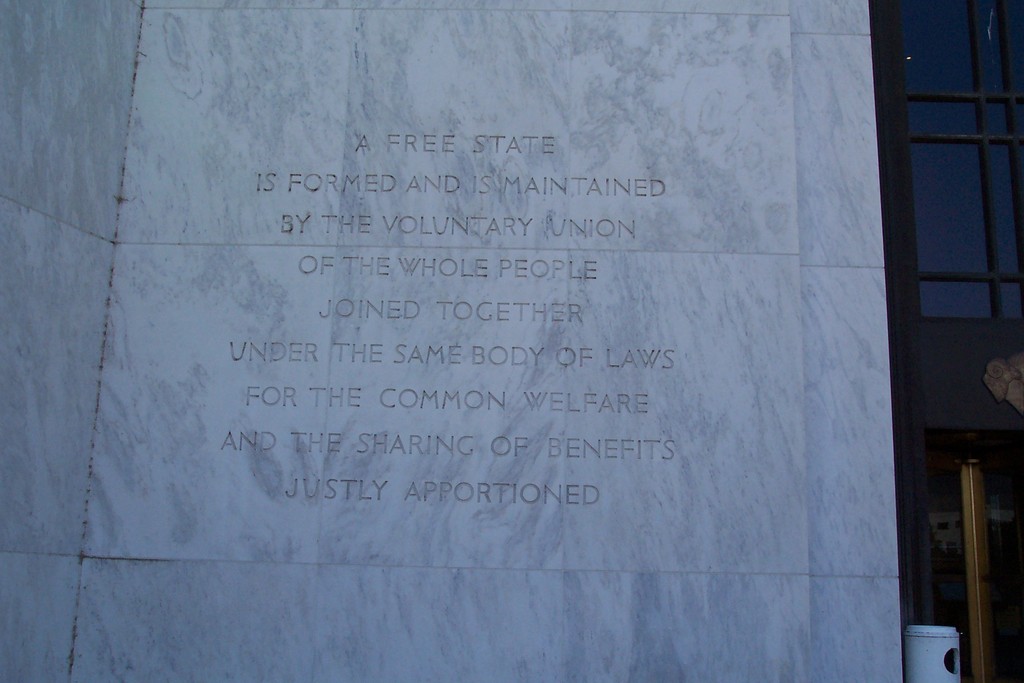 A FREE STATE
IS FORMED AND IS MAINTAINED
BY THE VOLUNTARY UNION
OF THE WHOLE PEOPLE
JOINED TOGETHER
UNDER THE SAME BODY OF LAWS
FOR THE COMMON WELFARE
AND THE SHARING OF BENEFITS
JUSTLY APPORTIONED